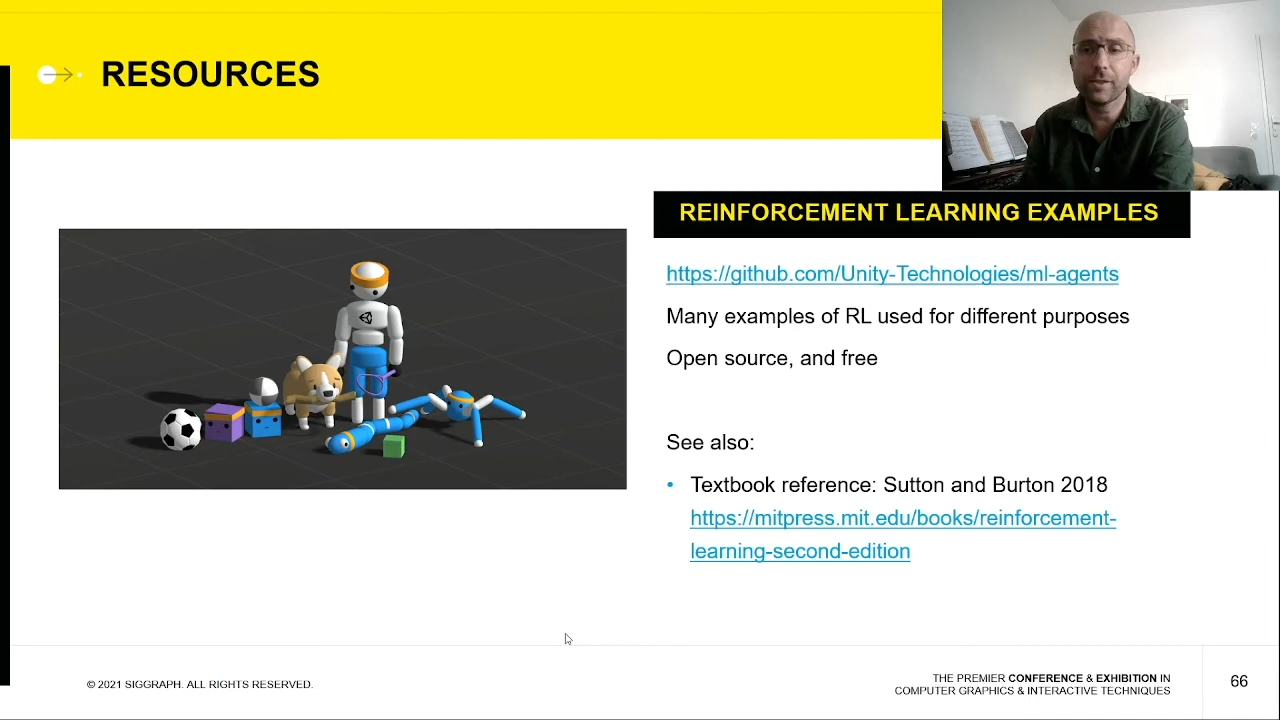 RESOURCES
REINFORCEMENT LEARNING EXAMPLES
https://github.com/Unity-Technologies/ml-agents
Many examples of RL used for different purposes
Open source, and free
See also:
• Textbook reference: Sutton and Burton 2018
https://mitpress.mit.edu/books/reinforcement-
learning-second-edition
© 2021 SIGGRAPH. ALL RIGHTS RESERVED.
THE PREMIER CONFERENCE & EXHIBITION IN
COMPUTER GRAPHICS & INTERACTIVE TECHNIQUES
66